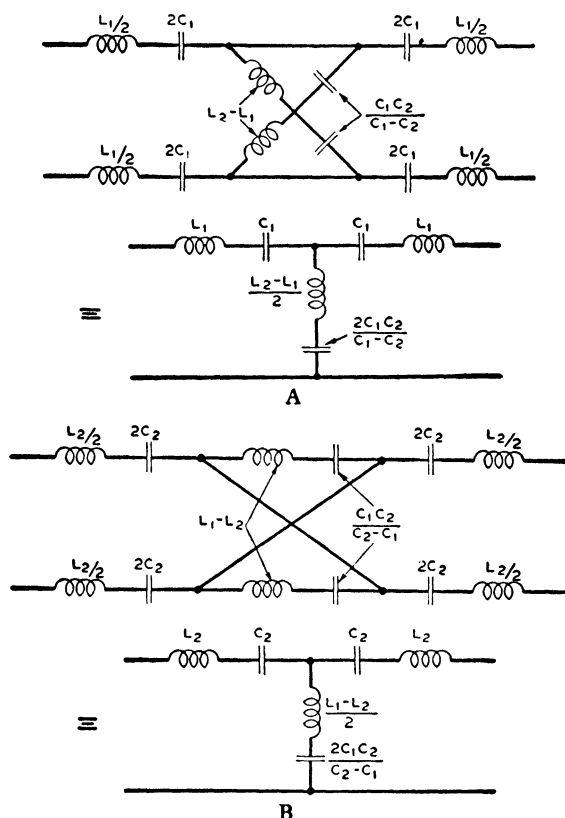 L1/2 2C1 2C1 L1/2
L2-L1
C1C2
C1-C2
L1/2 2C1 2C1 L1/2
L1 C1 C1 L1
L2-L1
2
2C1C2
C1-C2
≡
A
L2/2 2C2 2C2 L2/2
L1-L2
C1C2
C2-C1
L2/2 2C2 2C2 L2/2
L2 C2 C2 L2
L1-L2
2
2C1C2
C2-C1
≡
B